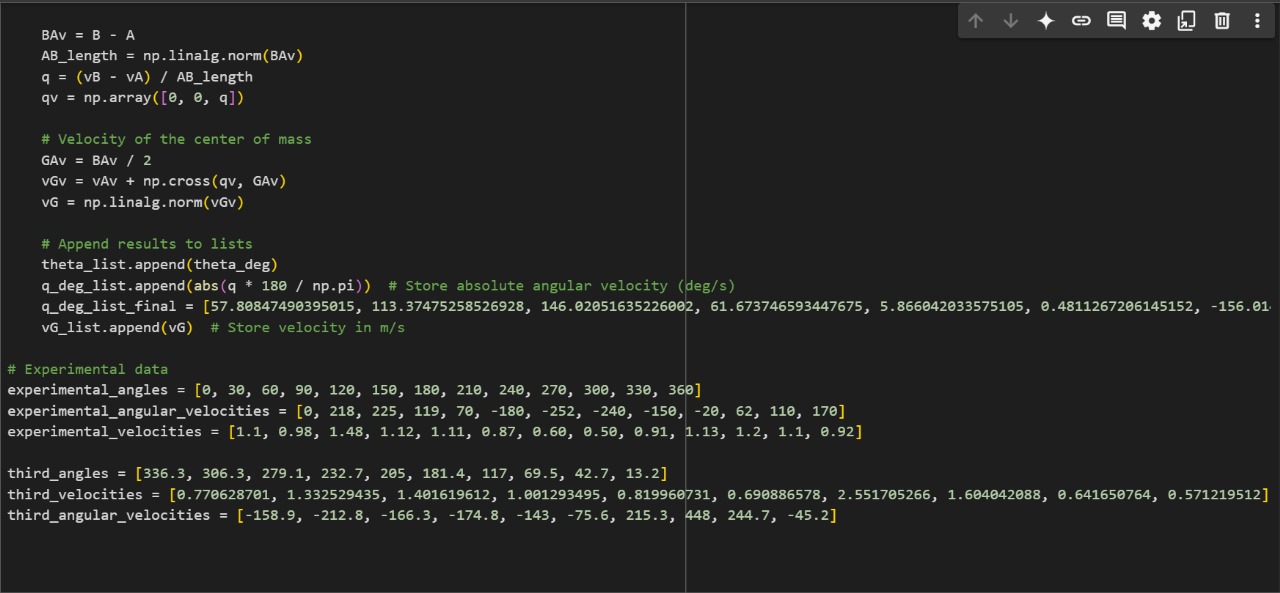 BAv = B - A
    AB_length = np.linalg.norm(BAv)
    q = (vB - vA) / AB_length
    qv = np.array([0, 0, q])

    # Velocity of the center of mass
    GAv = BAv / 2
    vGv = vAv + np.cross(qv, GAv)
    vG = np.linalg.norm(vGv)

    # Append results to lists
    theta_list.append(theta_deg)
    q_deg_list.append(abs(q * 180 / np.pi))  # Store absolute angular velocity (deg/s)
    q_deg_list_final = [57.80847490395015, 113.37475258526928, 146.02051635226002, 61.673746593447675, 5.866042033575105, 0.4811267206145152, -156.01
    vG_list.append(vG)  # Store velocity in m/s

# Experimental data
experimental_angles = [0, 30, 60, 90, 120, 150, 180, 210, 240, 270, 300, 330, 360]
experimental_angular_velocities = [0, 218, 225, 119, 70, -180, -252, -240, -150, -20, 62, 110, 170]
experimental_velocities = [1.1, 0.98, 1.48, 1.12, 1.11, 0.87, 0.60, 0.50, 0.91, 1.13, 1.2, 1.1, 0.92]

third_angles = [336.3, 306.3, 279.1, 232.7, 205, 181.4, 117, 69.5, 42.7, 13.2]
third_velocities = [0.770628701, 1.332529435, 1.401619612, 1.001293495, 0.819960731, 0.690886578, 2.551705266, 1.604042088, 0.641650764, 0.571219512]
third_angular_velocities = [-158.9, -212.8, -166.3, -174.8, -143, -75.6, 215.3, 448, 244.7, -45.2]